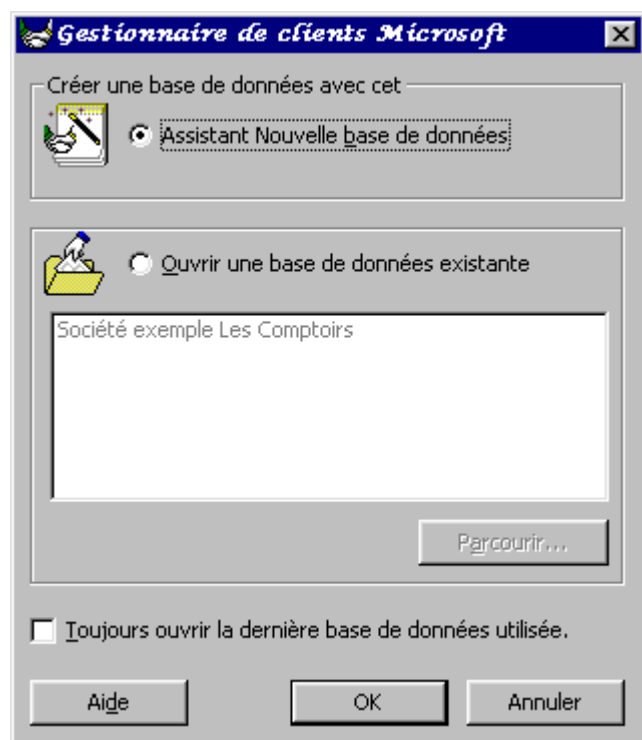 Gestionnaire de clients Microsoft
Créer une base de données avec cet
Assistant Nouvelle base de données
Ouvrir une base de données existante
Société exemple Les Comptoirs
Parcourir...
Toujours ouvrir la dernière base de données utilisée.
Aide OK Annuler